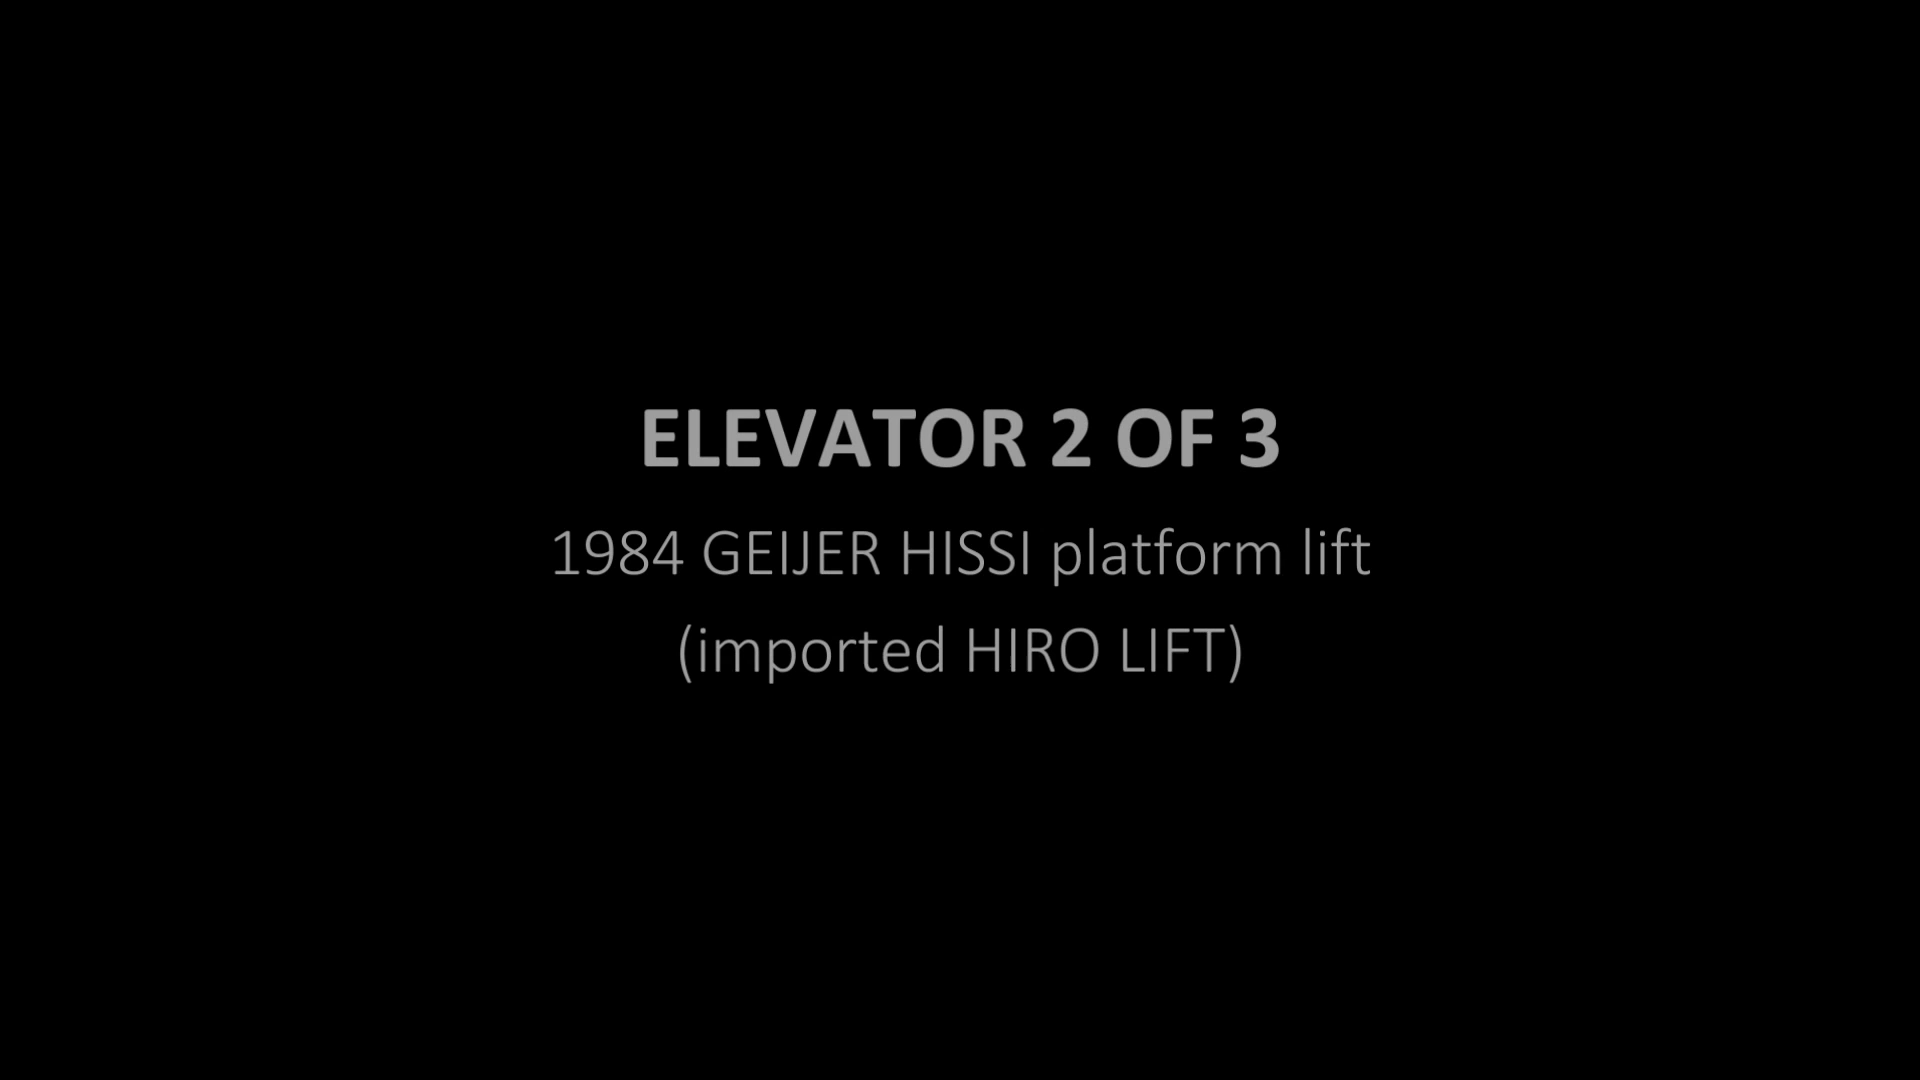 ELEVATOR 2 OF 3
1984 GEIJER HISSI platform lift
(imported HIRO LIFT)